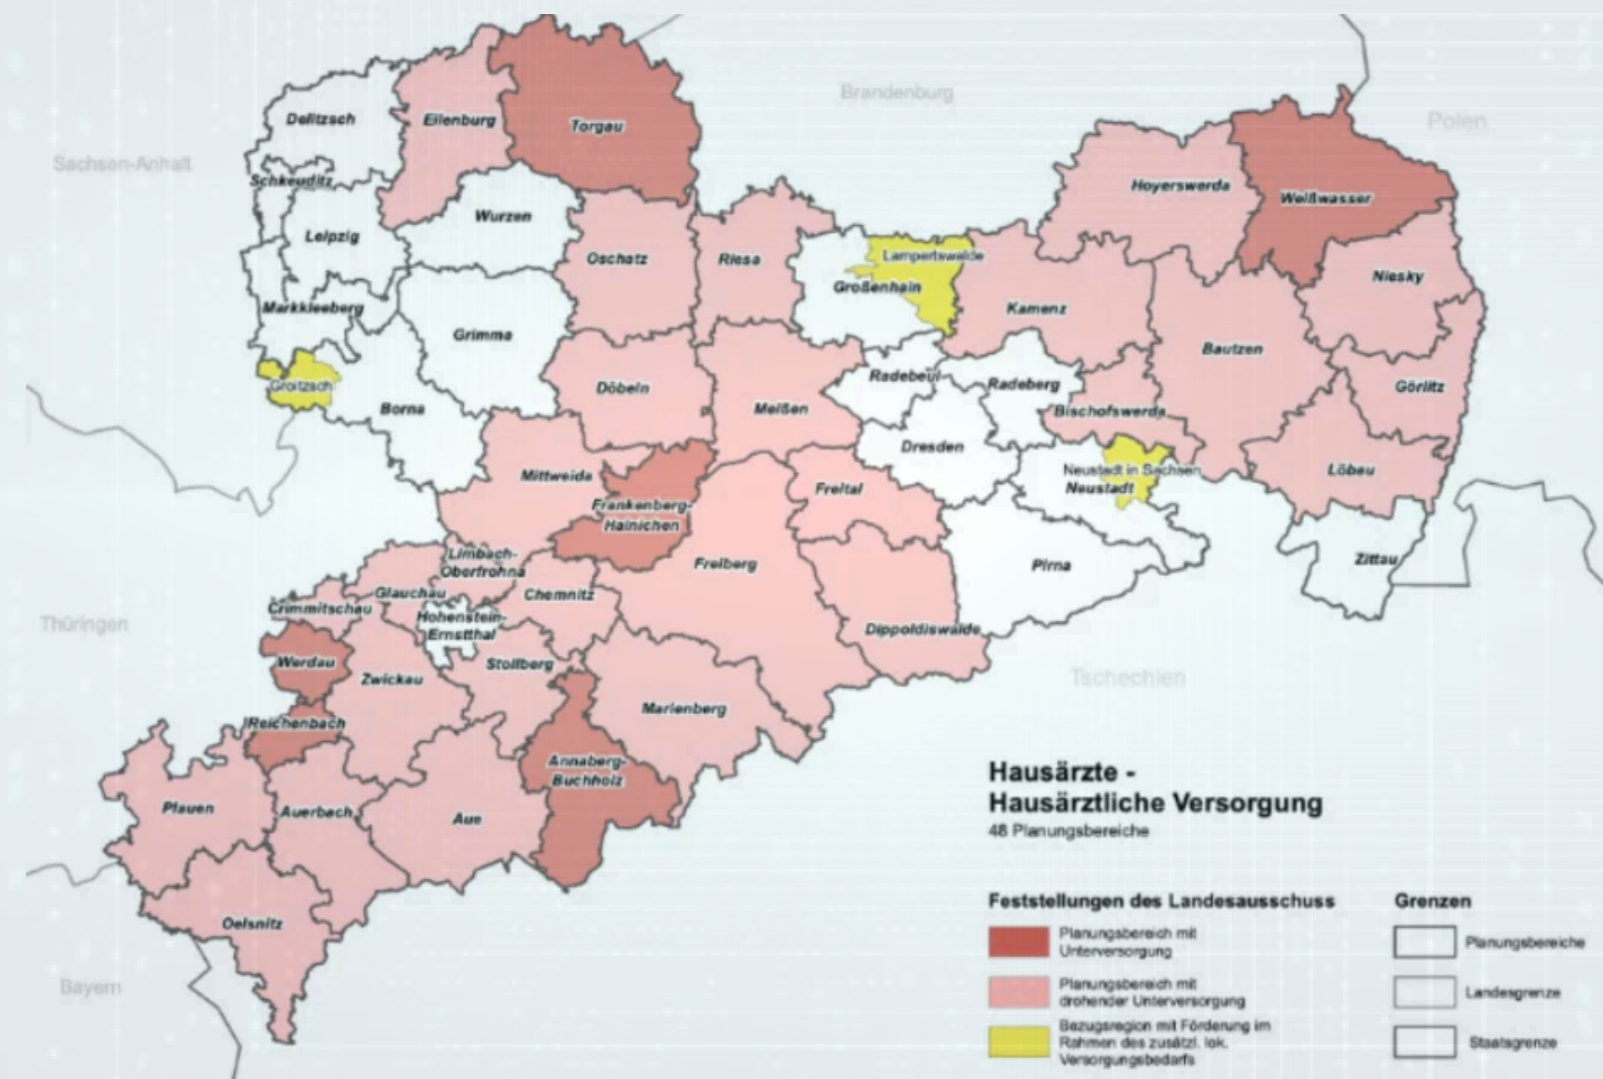 Brandenburg
Polen
Sachsen-Anhalt
Delitzsch
Eilenburg
Torgau
Schkeuditz
Hoyerswerda
Weißwasser
Wurzen
Leipzig
Oschatz
Riesa
Lampertswalde
Großenhain
Niesky
Markkleeberg
Kamenz
Grimma
Bautzen
Groitzsch
Radebeul
Radeberg
Görlitz
Döbeln
Borna
Meißen
Bischofswerda
Dresden
Neustadt in Sachsen
Neustadt
Löbau
Mittweida
Freital
Frankenberg-
Hainichen
Limbach-
Oberfrohna
Freiberg
Pirna
Zittau
Glauchau
Chemnitz
Crimmitschau
Hohenstein-
Ernstthal
Thüringen
Dippoldiswalde
Werdau
Stollberg
Zwickau
Tschechien
Marienberg
Reichenbach
Annaberg-
Buchholz
Plauen
Auerbach
Aue
Oelsnitz
Bayern
Hausärzte -
Hausärztliche Versorgung
48 Planungsbereiche
Feststellungen des Landesausschuss
Planungsbereich mit
Unterversorgung
Planungsbereich mit
drohender Unterversorgung
Bezugsregion mit Förderung im
Rahmen des zusätzl. lok.
Versorgungsbedarfs
Grenzen
Planungsbereiche
Landesgrenze
Staatsgrenze